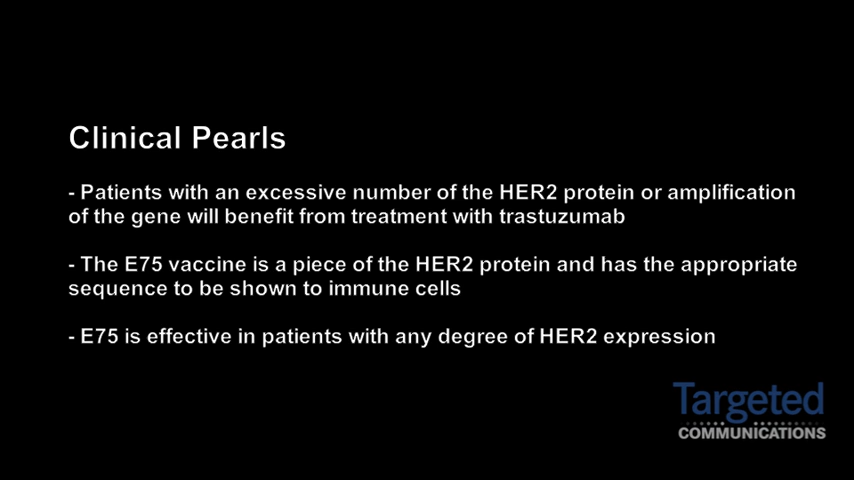 Clinical Pearls
- Patients with an excessive number of the HER2 protein or amplification
of the gene will benefit from treatment with trastuzumab
- The E75 vaccine is a piece of the HER2 protein and has the appropriate
sequence to be shown to immune cells
- E75 is effective in patients with any degree of HER2 expression
Targeted
COMMUNICATIONS